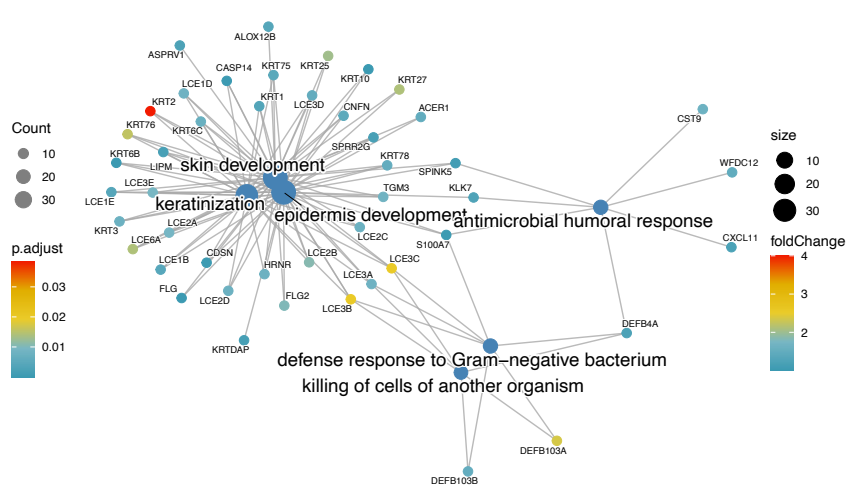 ALOX12B
ASPRV1
CASP14
KRT75
KRT25
KRT10
KRT27
LCE1D
KRT2
KRT1
LCE3D
CNFN
ACER1
CST9
KRT76
KRT6C
SPRR2G
KRT6B
LIPM
skin development
KRT78
SPINK5
WFDC12
LCE3E
LCE1E
keratinization
TGM3
KLK7
epidermis development
antimicrobial humoral response
KRT3
LCE2A
LCE6A
LCE2C
S100A7
CXCL11
LCE1B
CDSN
HRNR
LCE2B
LCE3C
LCE3A
FLG
LCE2D
FLG2
LCE3B
DEFB4A
KRTDAP
defense response to Gram−negative bacterium
killing of cells of another organism
DEFB103A
DEFB103B
Count
10
20
30
p.adjust
0.03
0.02
0.01
size
10
20
30
foldChange
4
3
2